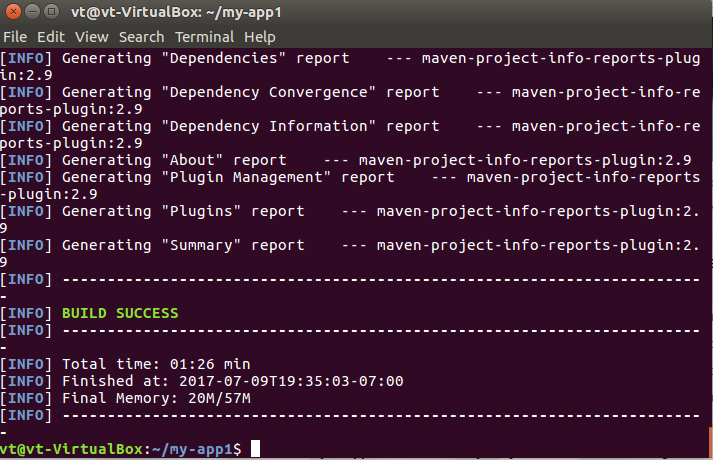 vt@vt-VirtualBox: ~/my-app1
File Edit View Search Terminal Help
[INFO] Generating "Dependencies" report    --- maven-project-info-reports-plug
in:2.9
[INFO] Generating "Dependency Convergence" report    --- maven-project-info-re
ports-plugin:2.9
[INFO] Generating "Dependency Information" report    --- maven-project-info-re
ports-plugin:2.9
[INFO] Generating "About" report    --- maven-project-info-reports-plugin:2.9
[INFO] Generating "Plugin Management" report    --- maven-project-info-reports
-plugin:2.9
[INFO] Generating "Plugins" report    --- maven-project-info-reports-plugin:2.
9
[INFO] Generating "Summary" report    --- maven-project-info-reports-plugin:2.
9
[INFO] -----------------------------------------------------------------------
-
[INFO] BUILD SUCCESS
[INFO] -----------------------------------------------------------------------
-
[INFO] Total time: 01:26 min
[INFO] Finished at: 2017-07-09T19:35:03-07:00
[INFO] Final Memory: 20M/57M
[INFO] -----------------------------------------------------------------------
-
vt@vt-VirtualBox:~/my-app1$